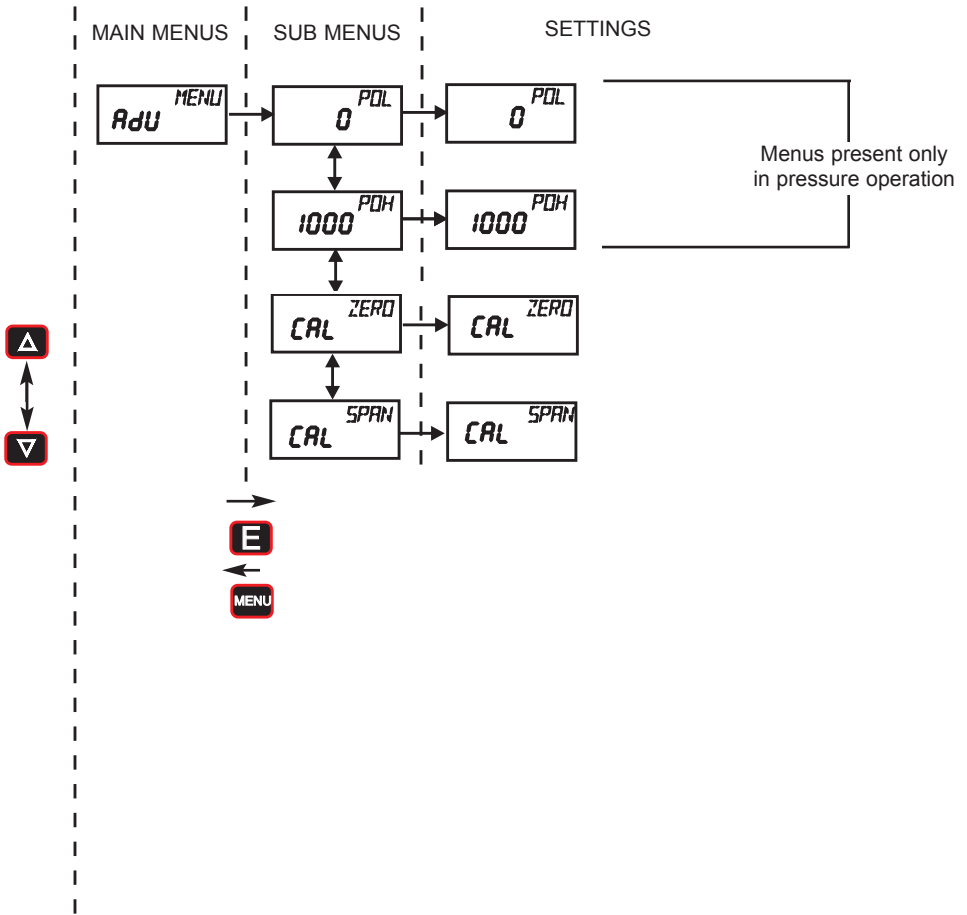 MAIN MENUS
SUB MENUS
SETTINGS
MENU
AdV
POL
0
POL
0
Menus present only
in pressure operation
POH
1000
POH
1000
ZERO
CAL
ZERO
CAL
SPAN
CAL
SPAN
CAL
E
MENU